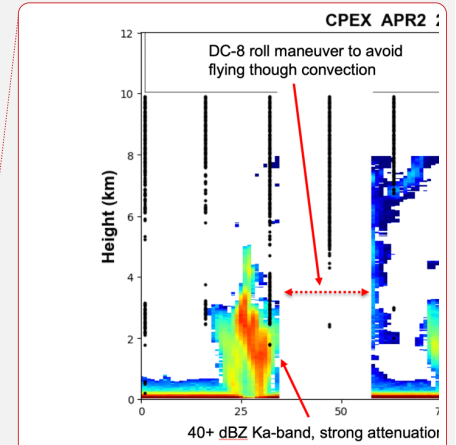 CPEX APR2
12
DC-8 roll maneuver to avoid
flying though convection
10
8
Height (km)
6
4
2
0
0 25 50
40+ dBZ Ka-band, strong attenuation